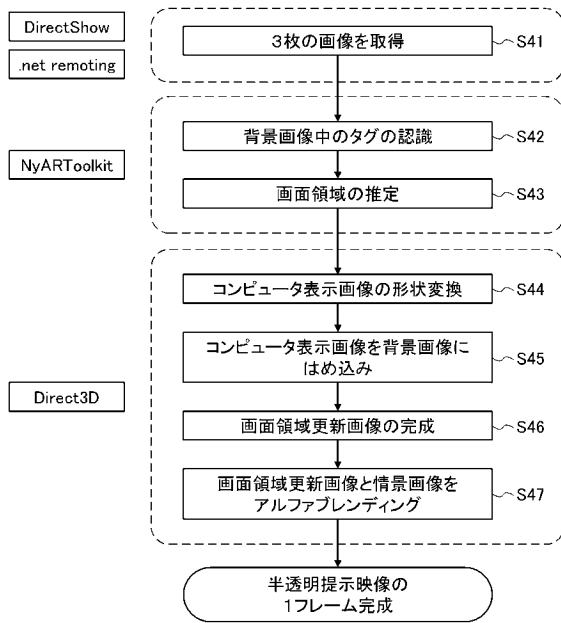 DirectShow
.net remoting
3枚の画像を取得
S41
NyARToolkit
背景画像中のタグの認識
S42
画面領域の推定
S43
Direct3D
コンピュータ表示画像の形状変換
S44
コンピュータ表示画像を背景画像に
はめ込み
S45
画面領域更新画像の完成
S46
画面領域更新画像と情景画像を
アルファブレンディング
S47
半透明提示映像の
1フレーム完成